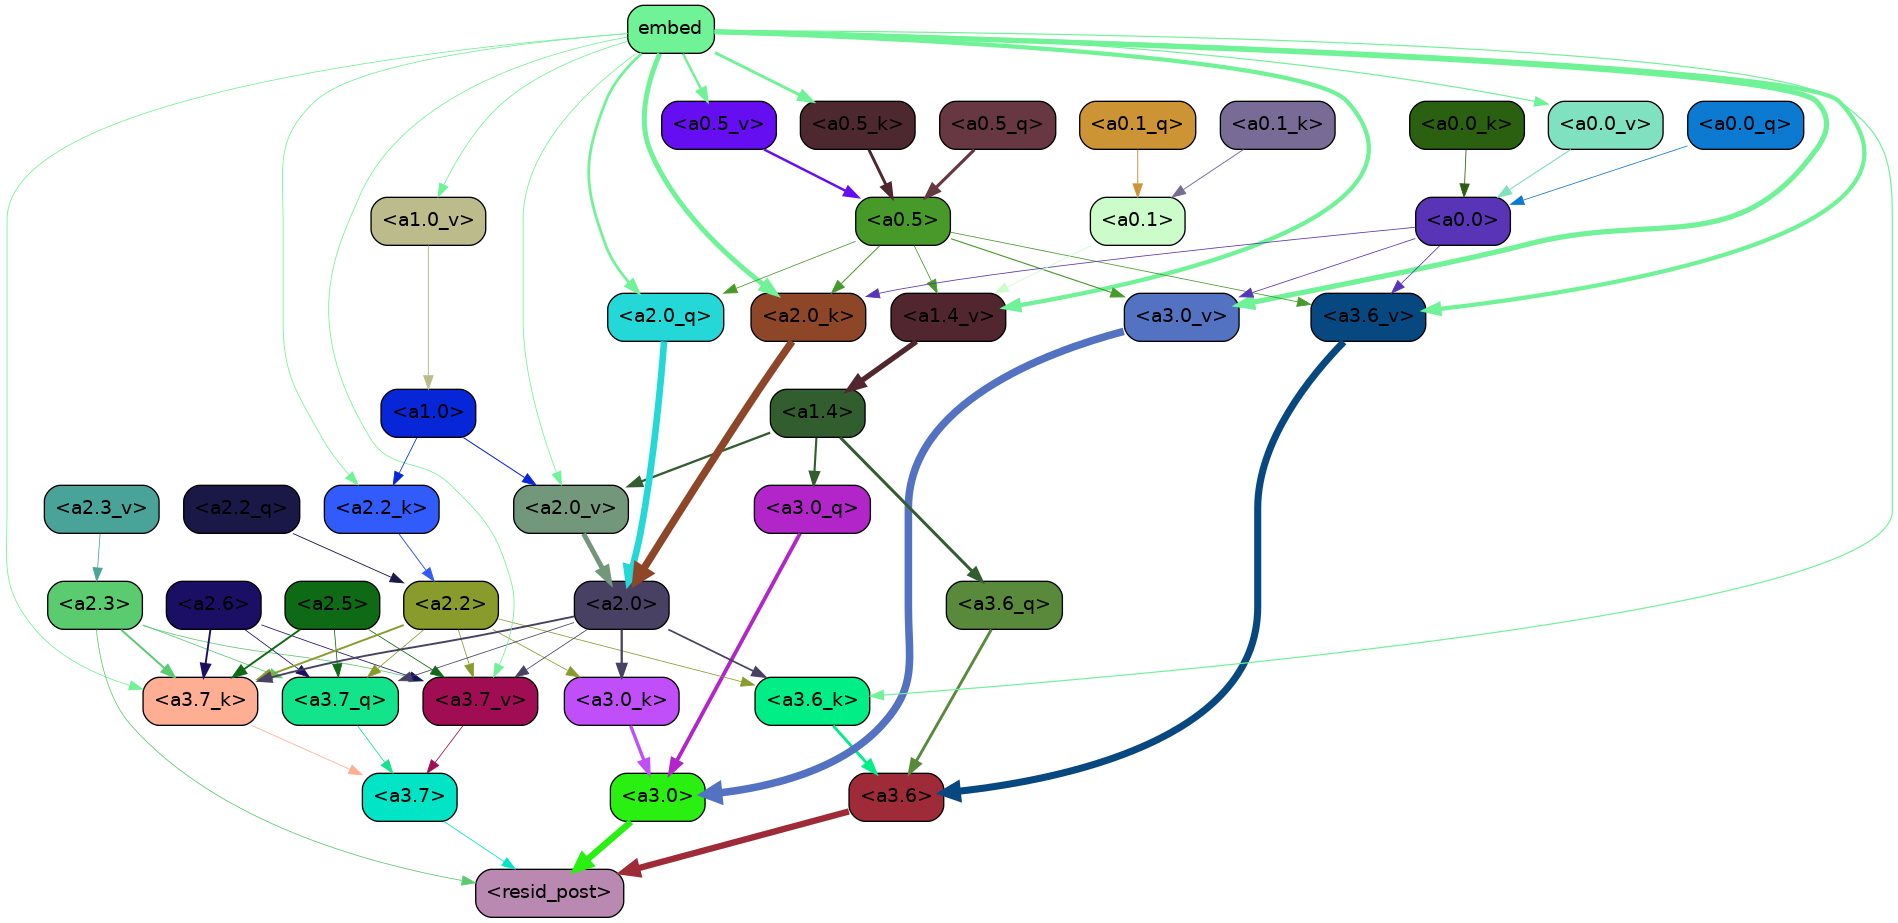 embed
<a0.5_v>
<a0.5_k>
<a0.5_q>
<a0.1_q>
<a0.1_k>
<a0.0_k>
<a0.0_v>
<a0.0_q>
<a1.0_v>
<a0.5>
<a0.1>
<a0.0>
<a2.0_q>
<a2.0_k>
<a1.4_v>
<a3.0_v>
<a3.6_v>
<a1.0>
<a1.4>
<a2.3_v>
<a2.2_q>
<a2.2_k>
<a2.0_v>
<a3.0_q>
<a2.3>
<a2.6>
<a2.5>
<a2.2>
<a2.0>
<a3.6_q>
<a3.7_k>
<a3.7_q>
<a3.7_v>
<a3.0_k>
<a3.6_k>
<a3.7>
<a3.0>
<a3.6>
<resid_post>